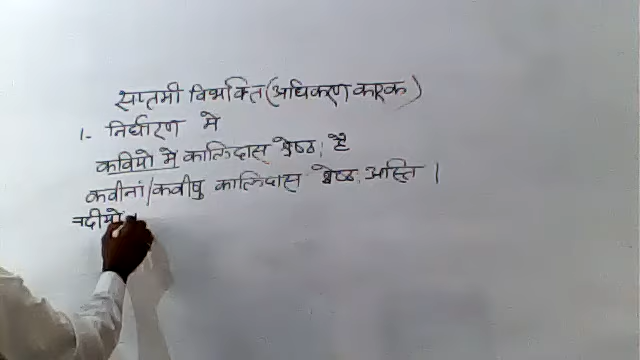 सप्तमी विभक्ति (अधिकरण कारक)
1- निर्धारण में
कवियो में कालिदास श्रेष्ठ है
कवीनां/कवीषु कालिदास श्रेष्ठ अस्ति ।
नदीयों